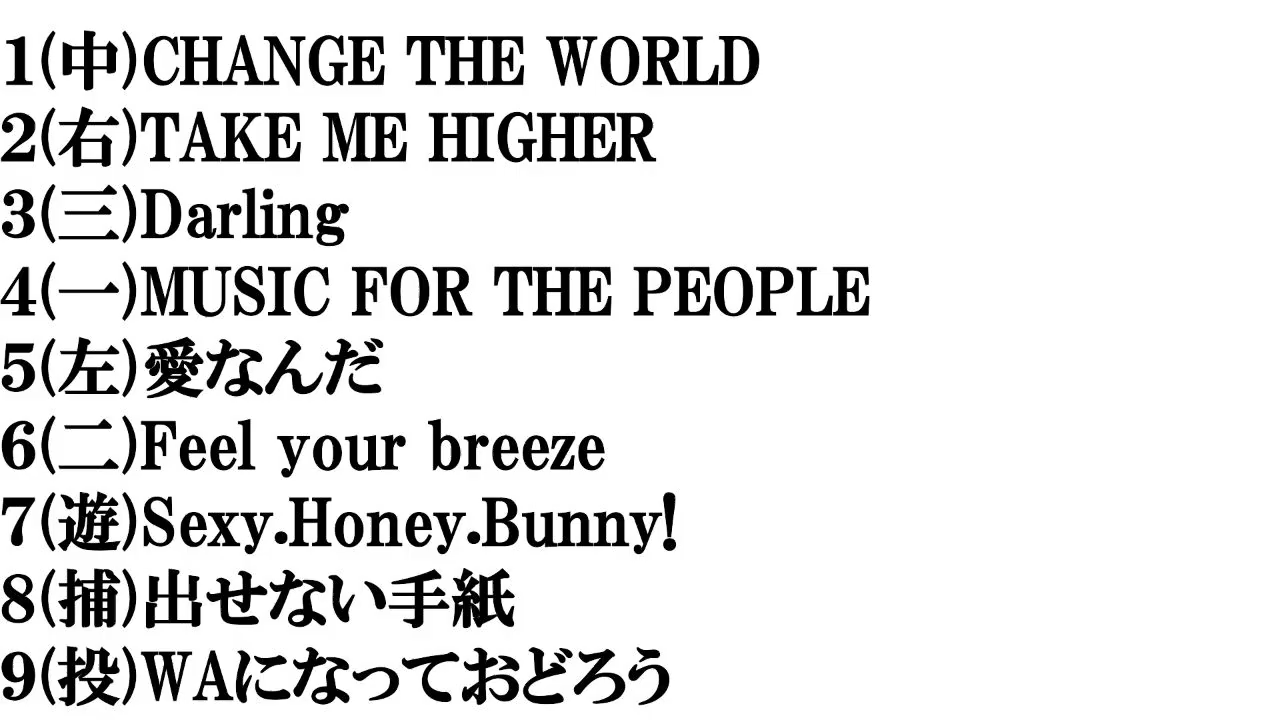 1(中)CHANGE THE WORLD
2(右)TAKE ME HIGHER
3(三)Darling
4(一)MUSIC FOR THE PEOPLE
5(左)愛なんだ
6(二)Feel your breeze
7(遊)Sexy.Honey.Bunny!
8(捕)出せない手紙
9(投)WAになっておどろう